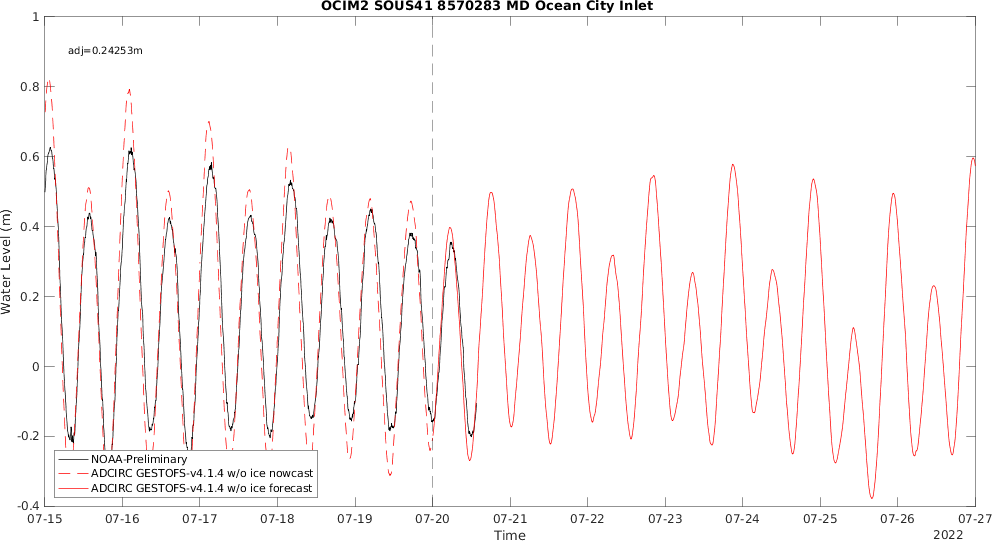 OCIM2 SOUS41 8570283 MD Ocean City Inlet
adj=0.24253m
Water Level (m)
1
0.8
0.6
0.4
0.2
0
-0.2
-0.4
NOAA-Preliminary
ADCIRC GESTOFS-v4.1.4 w/o ice nowcast
ADCIRC GESTOFS-v4.1.4 w/o ice forecast
07-15 07-16 07-17 07-18 07-19 07-20 07-21 07-22 07-23 07-24 07-25 07-26 07-27
Time
2022